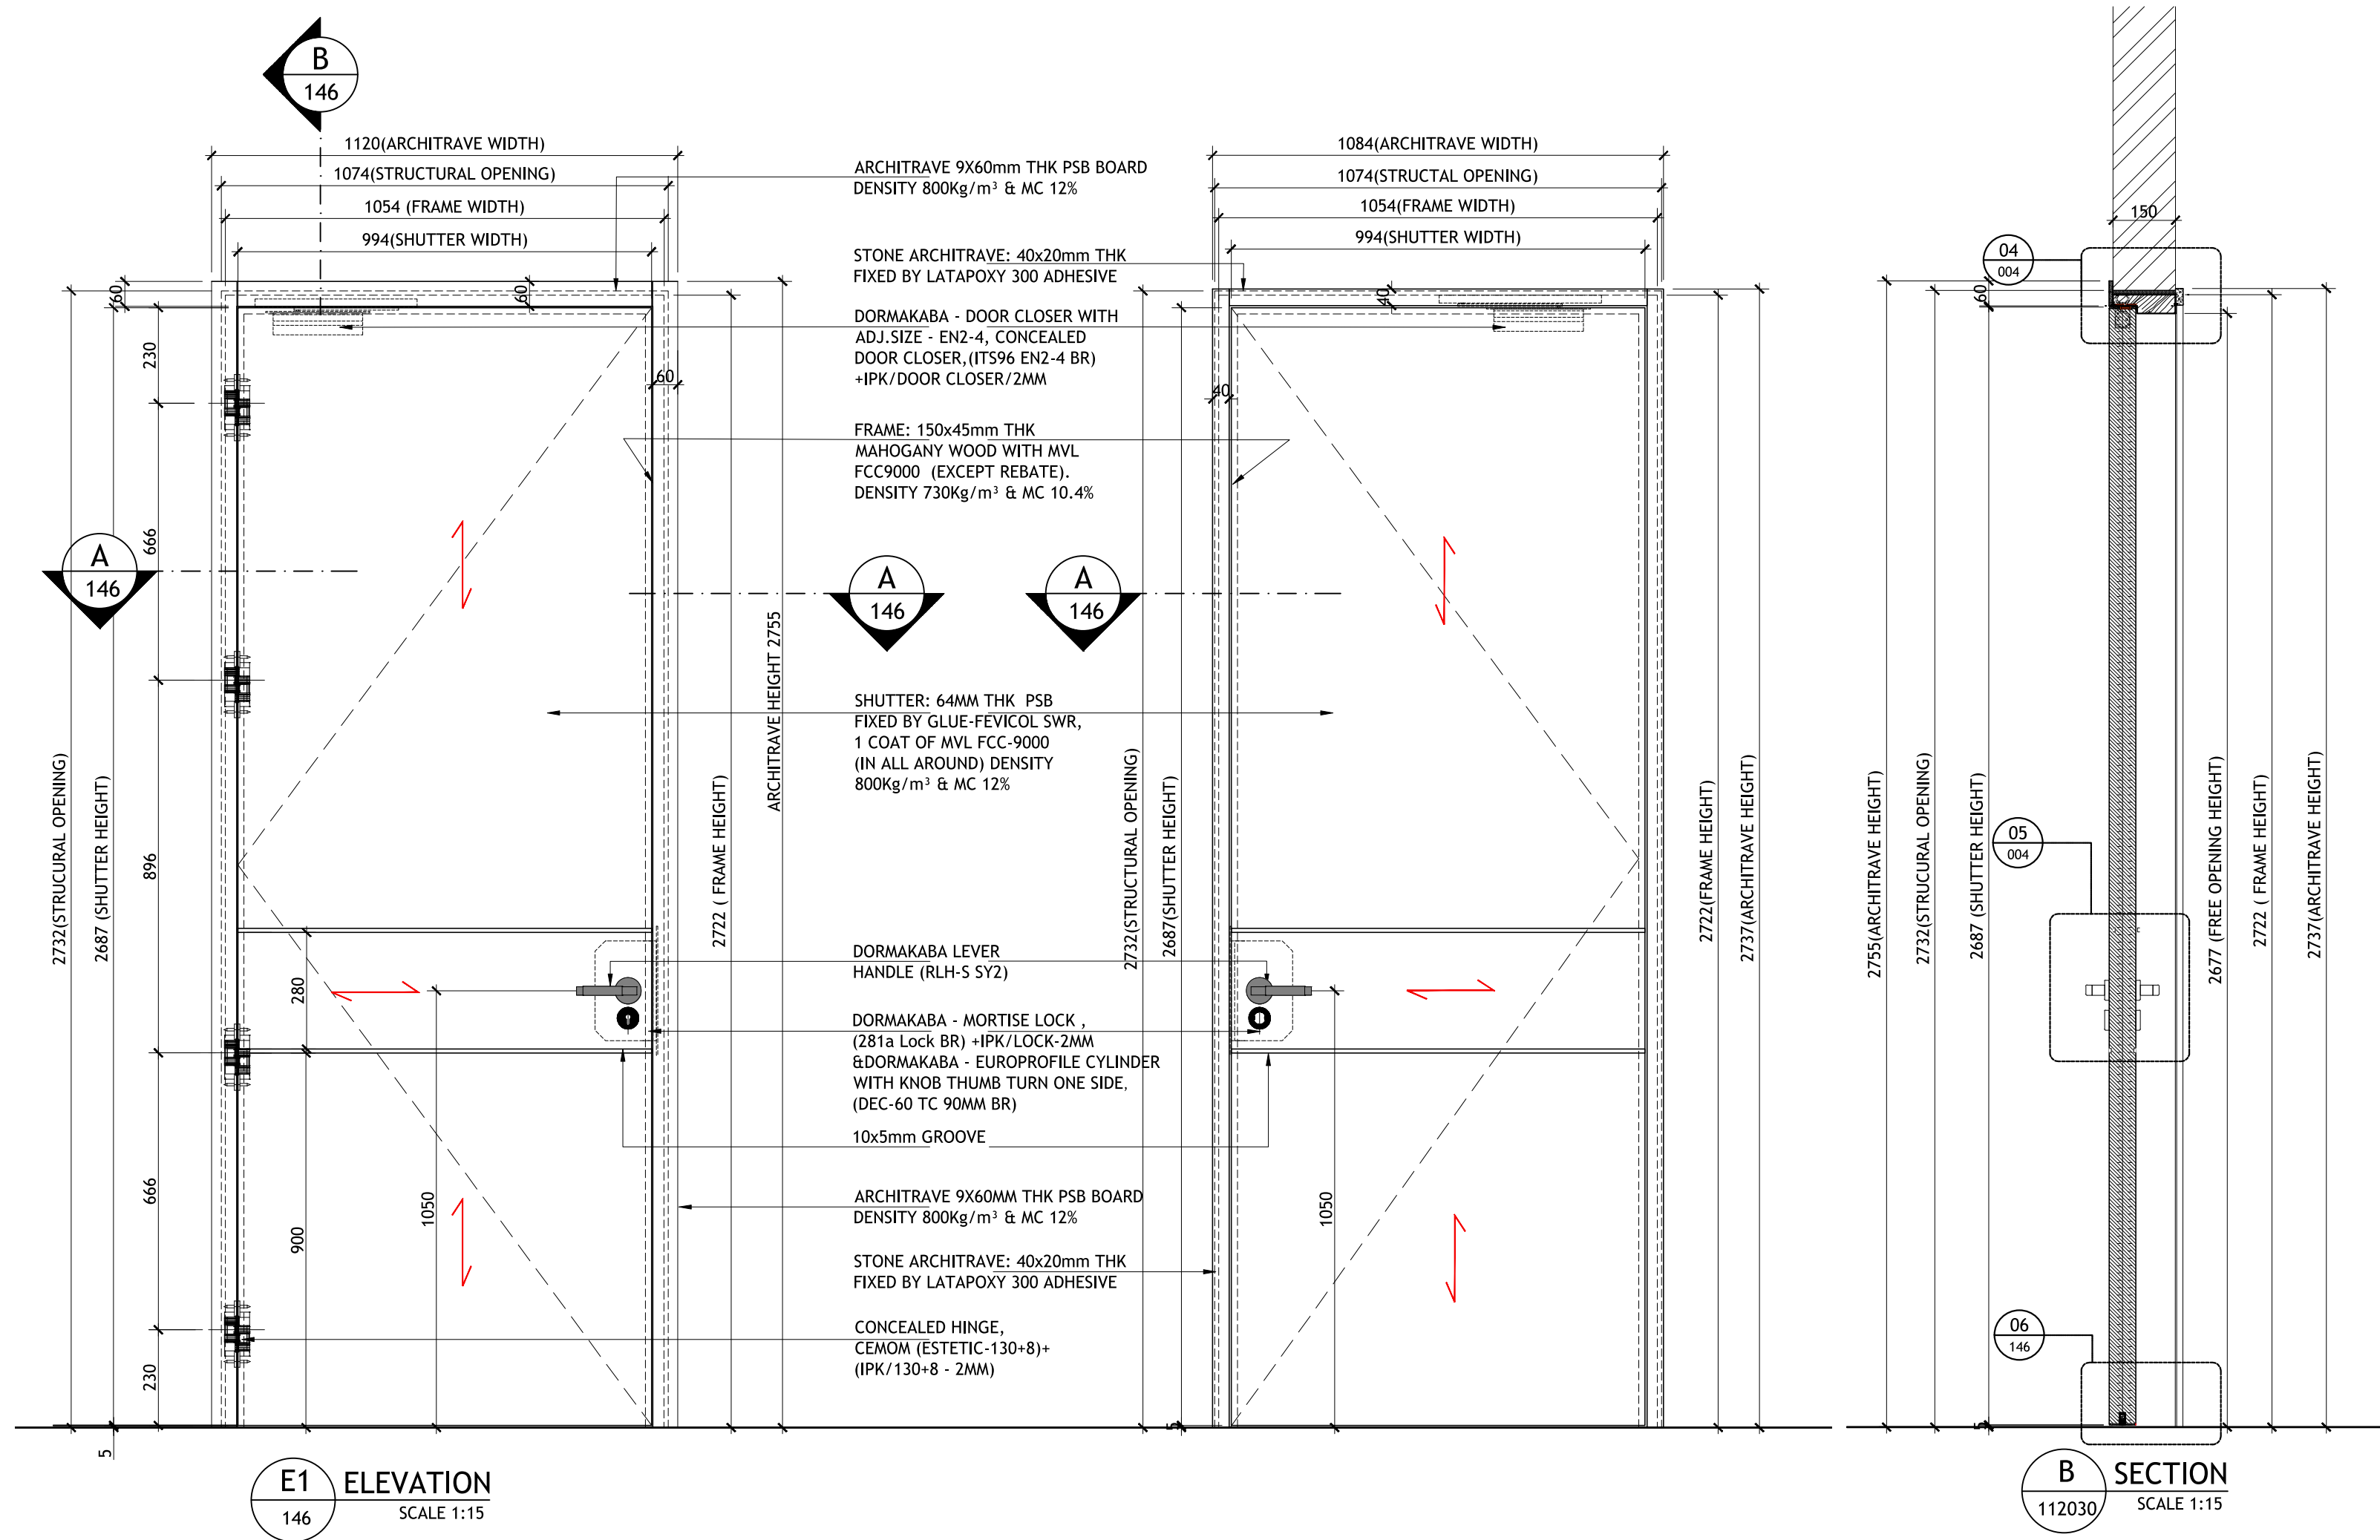 B
146
1120(ARCHITRAVE WIDTH)
1074(STRUCTURAL OPENING)
1054 (FRAME WIDTH)
994(SHUTTER WIDTH)
60
60
60
230
666
896
666
230
5
2732(STRUCURAL OPENING)
2687 (SHUTTER HEIGHT)
A
146
280
900
1050
2722 ( FRAME HEIGHT)
ARCHITRAVE HEIGHT 2755
ARCHITRAVE 9X60mm THK PSB BOARD
DENSITY 800Kg/m³ & MC 12%
STONE ARCHITRAVE: 40x20mm THK
FIXED BY LATAPOXY 300 ADHESIVE
DORMAKABA - DOOR CLOSER WITH
ADJ.SIZE - EN2-4, CONCEALED
DOOR CLOSER,(ITS96 EN2-4 BR)
+IPK/DOOR CLOSER/2MM
FRAME: 150x45mm THK
MAHOGANY WOOD WITH MVL
FCC9000 (EXCEPT REBATE).
DENSITY 730Kg/m³ & MC 10.4%
A
146
A
146
SHUTTER: 64MM THK PSB
FIXED BY GLUE-FEVICOL SWR,
1 COAT OF MVL FCC-9000
(IN ALL AROUND) DENSITY
800Kg/m³ & MC 12%
DORMAKABA LEVER
HANDLE (RLH-S SY2)
DORMAKABA - MORTISE LOCK ,
(281a Lock BR) +IPK/LOCK-2MM
&DORMAKABA - EUROPROFILE CYLINDER
WITH KNOB THUMB TURN ONE SIDE,
(DEC-60 TC 90MM BR)
10x5mm GROOVE
ARCHITRAVE 9X60MM THK PSB BOARD
DENSITY 800Kg/m³ & MC 12%
STONE ARCHITRAVE: 40x20mm THK
FIXED BY LATAPOXY 300 ADHESIVE
CONCEALED HINGE,
CEMOM (ESTETIC-130+8)+
(IPK/130+8 - 2MM)
1084(ARCHITRAVE WIDTH)
1074(STRUCTAL OPENING)
1054(FRAME WIDTH)
994(SHUTTER WIDTH)
40
40
2732(STRUCTURAL OPENING)
2687(SHUTTER HEIGHT)
5
1050
2722(FRAME HEIGHT)
2737(ARCHITRAVE HEIGHT)
150
04
004
60
2755(ARCHITRAVE HEIGHT)
2732(STRUCURAL OPENING)
2687 (SHUTTER HEIGHT)
05
004
2677 (FREE OPENING HEIGHT)
2722 ( FRAME HEIGHT)
2737(ARCHITRAVE HEIGHT)
06
146
5
E1
146
ELEVATION
SCALE 1:15
B
112030
SECTION
SCALE 1:15